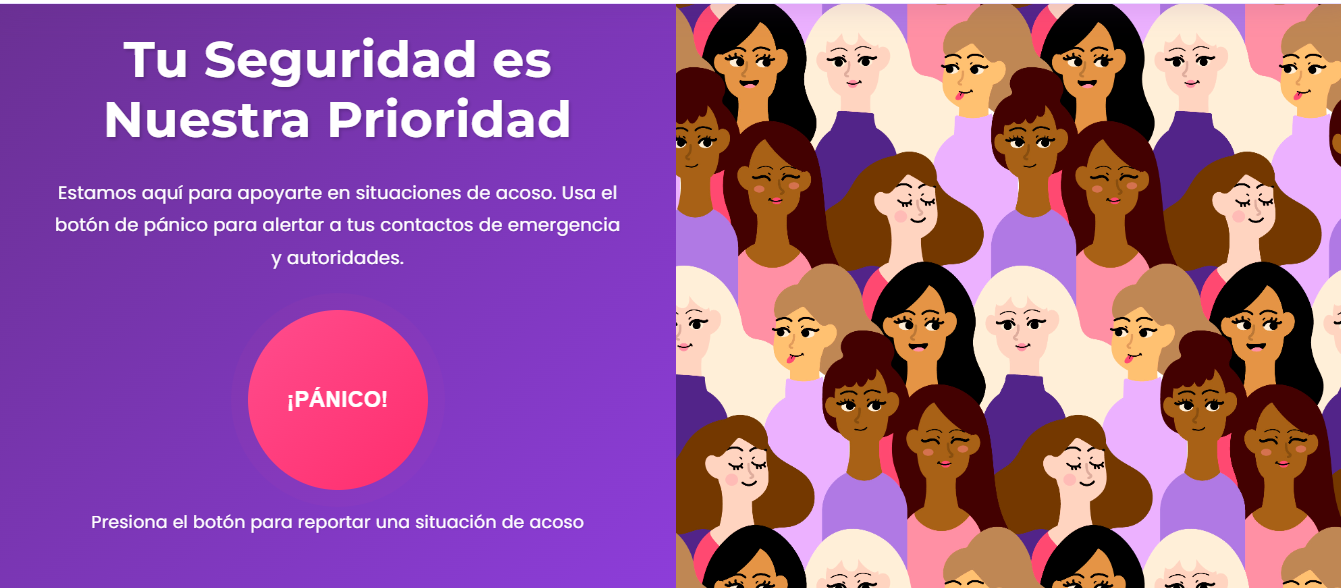 Tu Seguridad es
Nuestra Prioridad
Estamos aquí para apoyarte en situaciones de acoso. Usa el
botón de pánico para alertar a tus contactos de emergencia
y autoridades.
¡PÁNICO!
Presiona el botón para reportar una situación de acoso